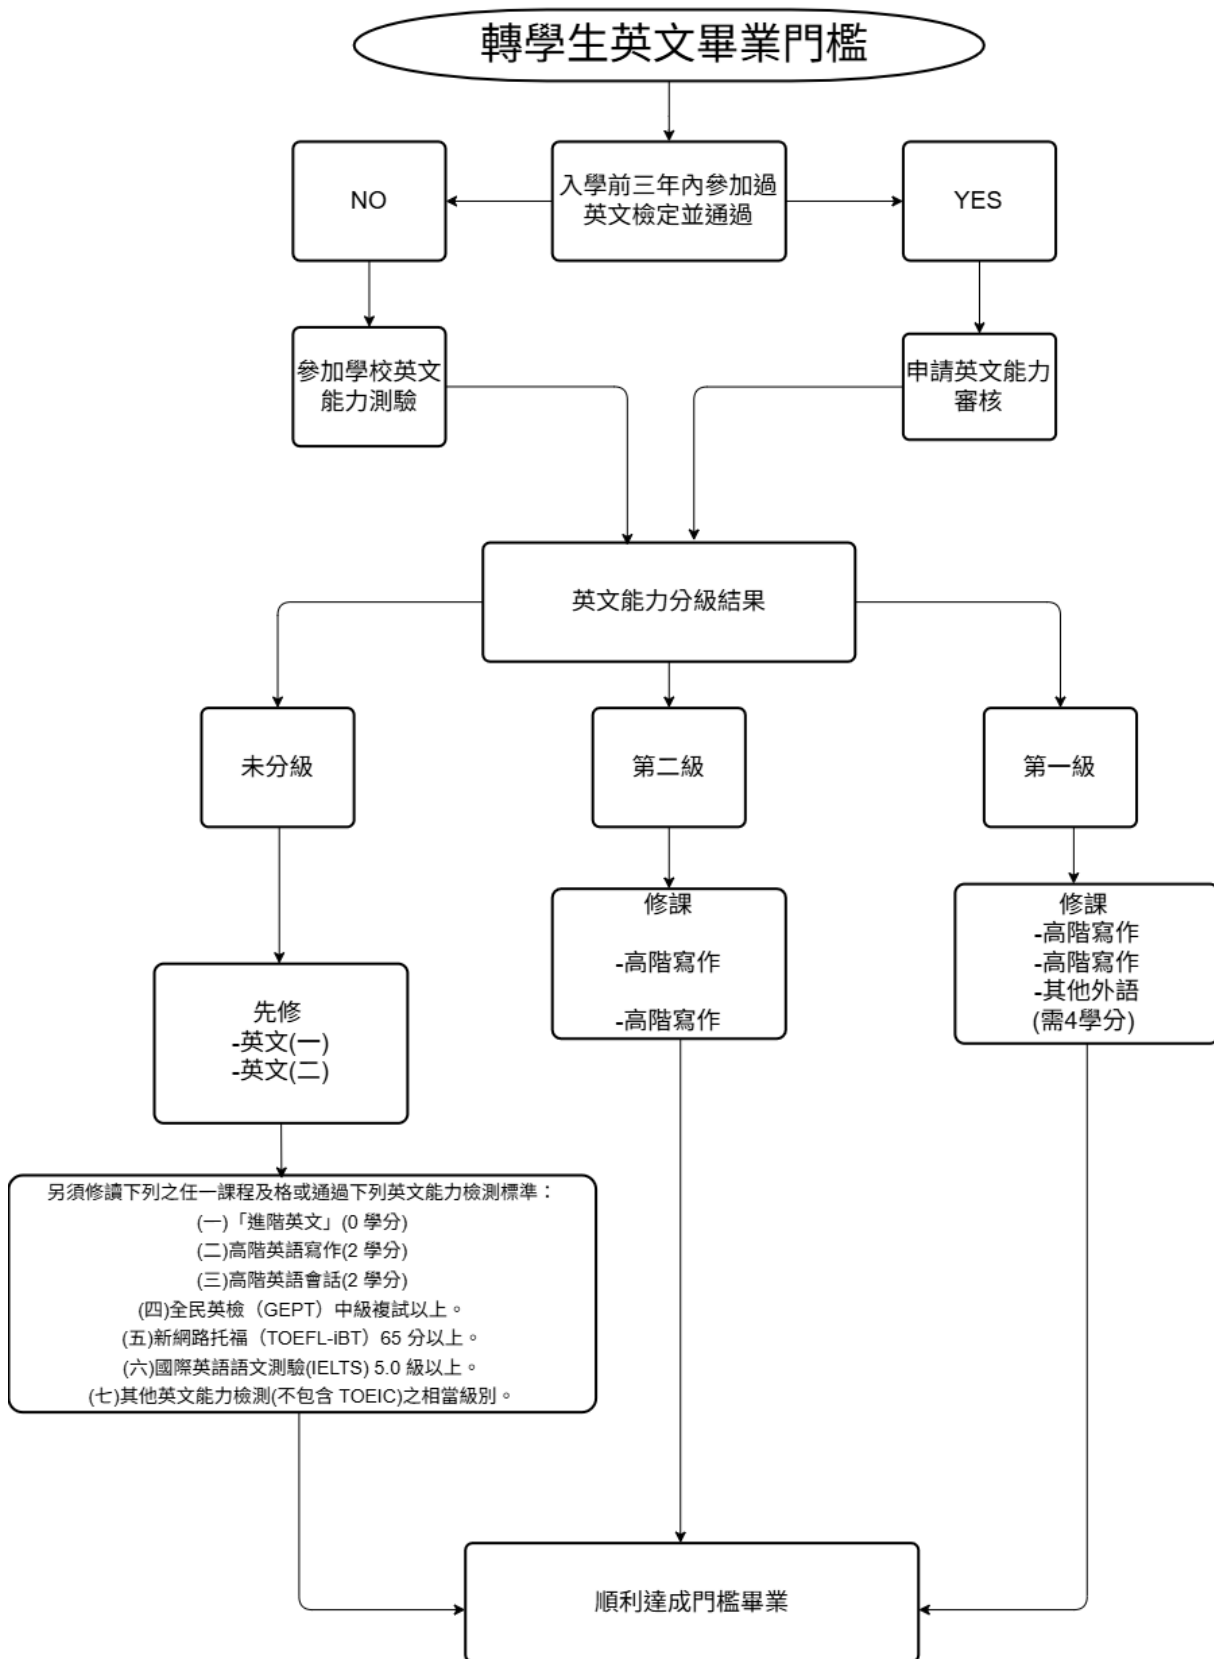 轉學生英文畢業門檻
NO
入學前三年內參加過
英文檢定並通過
YES
參加學校英文
能力測驗
申請英文能力
審核
英文能力分級結果
未分級
第二級
第一級
先修
-英文(一)
-英文(二)
修課
-高階寫作
-高階寫作
修課
-高階寫作
-高階寫作
-其他外語
(需4學分)
另須修讀下列之任一課程及格或通過下列英文能力檢測標準：
(一)「進階英文」(0 學分)
(二)高階英語寫作(2 學分)
(三)高階英語會話(2 學分)
(四)全民英檢（GEPT）中級複試以上。
(五)新網路托福（TOEFL-iBT）65 分以上。
(六)國際英語語文測驗(IELTS) 5.0 級以上。
(七)其他英文能力檢測(不包含 TOEIC)之相當級別。
順利達成門檻畢業